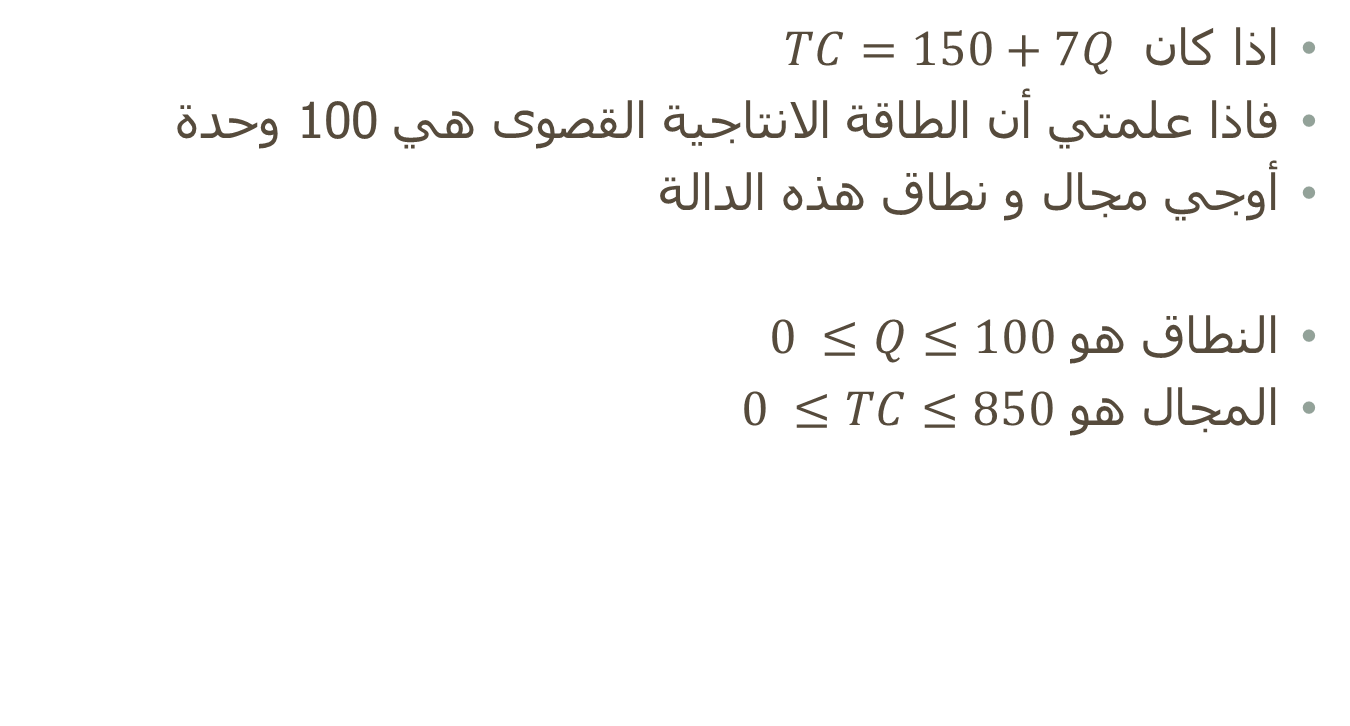 • اذا كان TC = 150 + 7Q
• فاذا علمتي أن الطاقة الانتاجية القصوى هي 100 وحدة
• أوجي مجال و نطاق هذه الدالة
• النطاق هو 0 ≤ Q ≤ 100
• المجال هو 0 ≤ TC ≤ 850